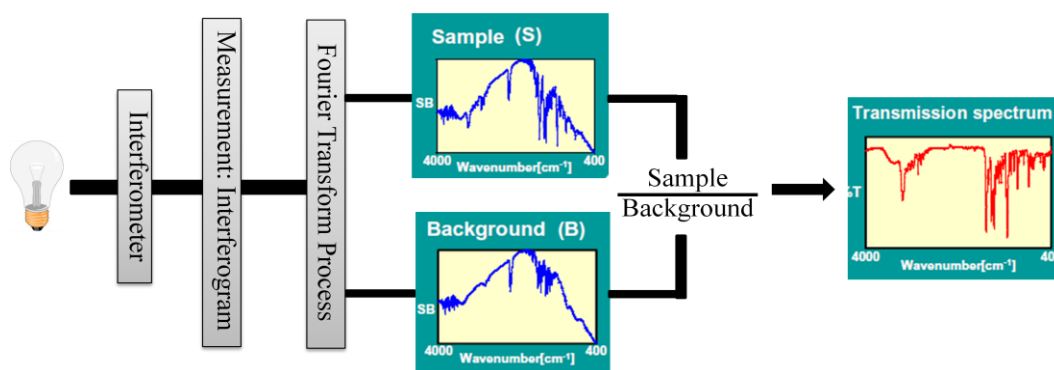 Interferometer
Measurement: Interferogram
Fourier Transform Process
Sample (S)
SB
4000
400
Wavenumber[cm⁻¹]
Background (B)
SB
4000
400
Wavenumber[cm⁻¹]
Sample
Background
Transmission spectrum
%T
4000
Wavenumber[cm⁻¹]